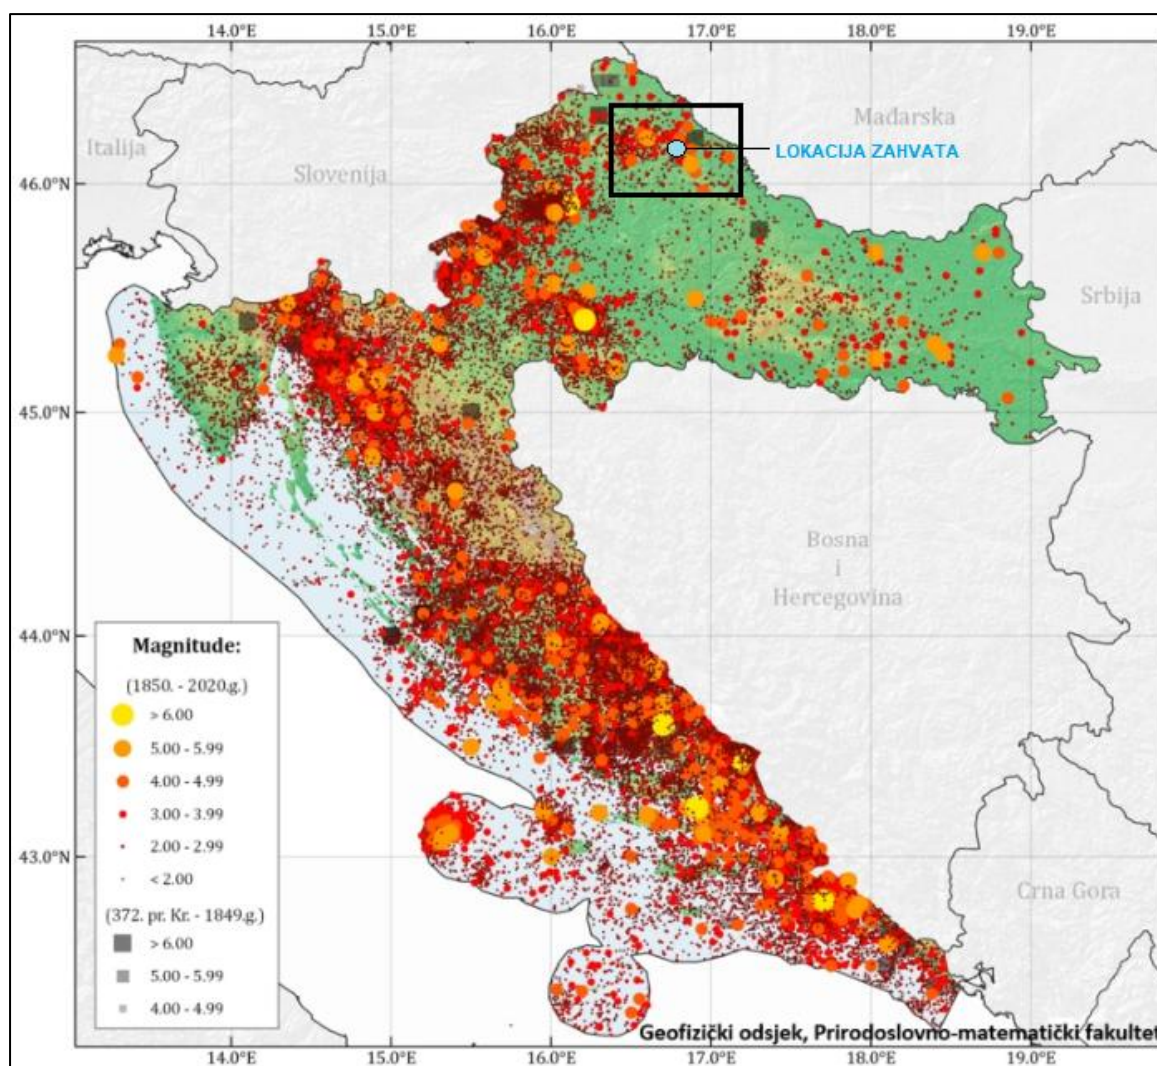 14.0°E 15.0°E 16.0°E 17.0°E 18.0°E 19.0°E
Italija
Slovenija
Mađarska
LOKACIJA ZAHVATA
46.0°N
Srbija
45.0°N
Bosna
i
Hercegovina
44.0°N
43.0°N
Crna Gora
Magnitude:
(1850. - 2020.g.)
> 6.00
5.00 - 5.99
4.00 - 4.99
3.00 - 3.99
2.00 - 2.99
< 2.00
(372. pr. Kr. - 1849.g.)
> 6.00
5.00 - 5.99
4.00 - 4.99
Geofizički odsjek, Prirodoslovno-matematički fakultet
14.0°E 15.0°E 16.0°E 17.0°E 18.0°E 19.0°E